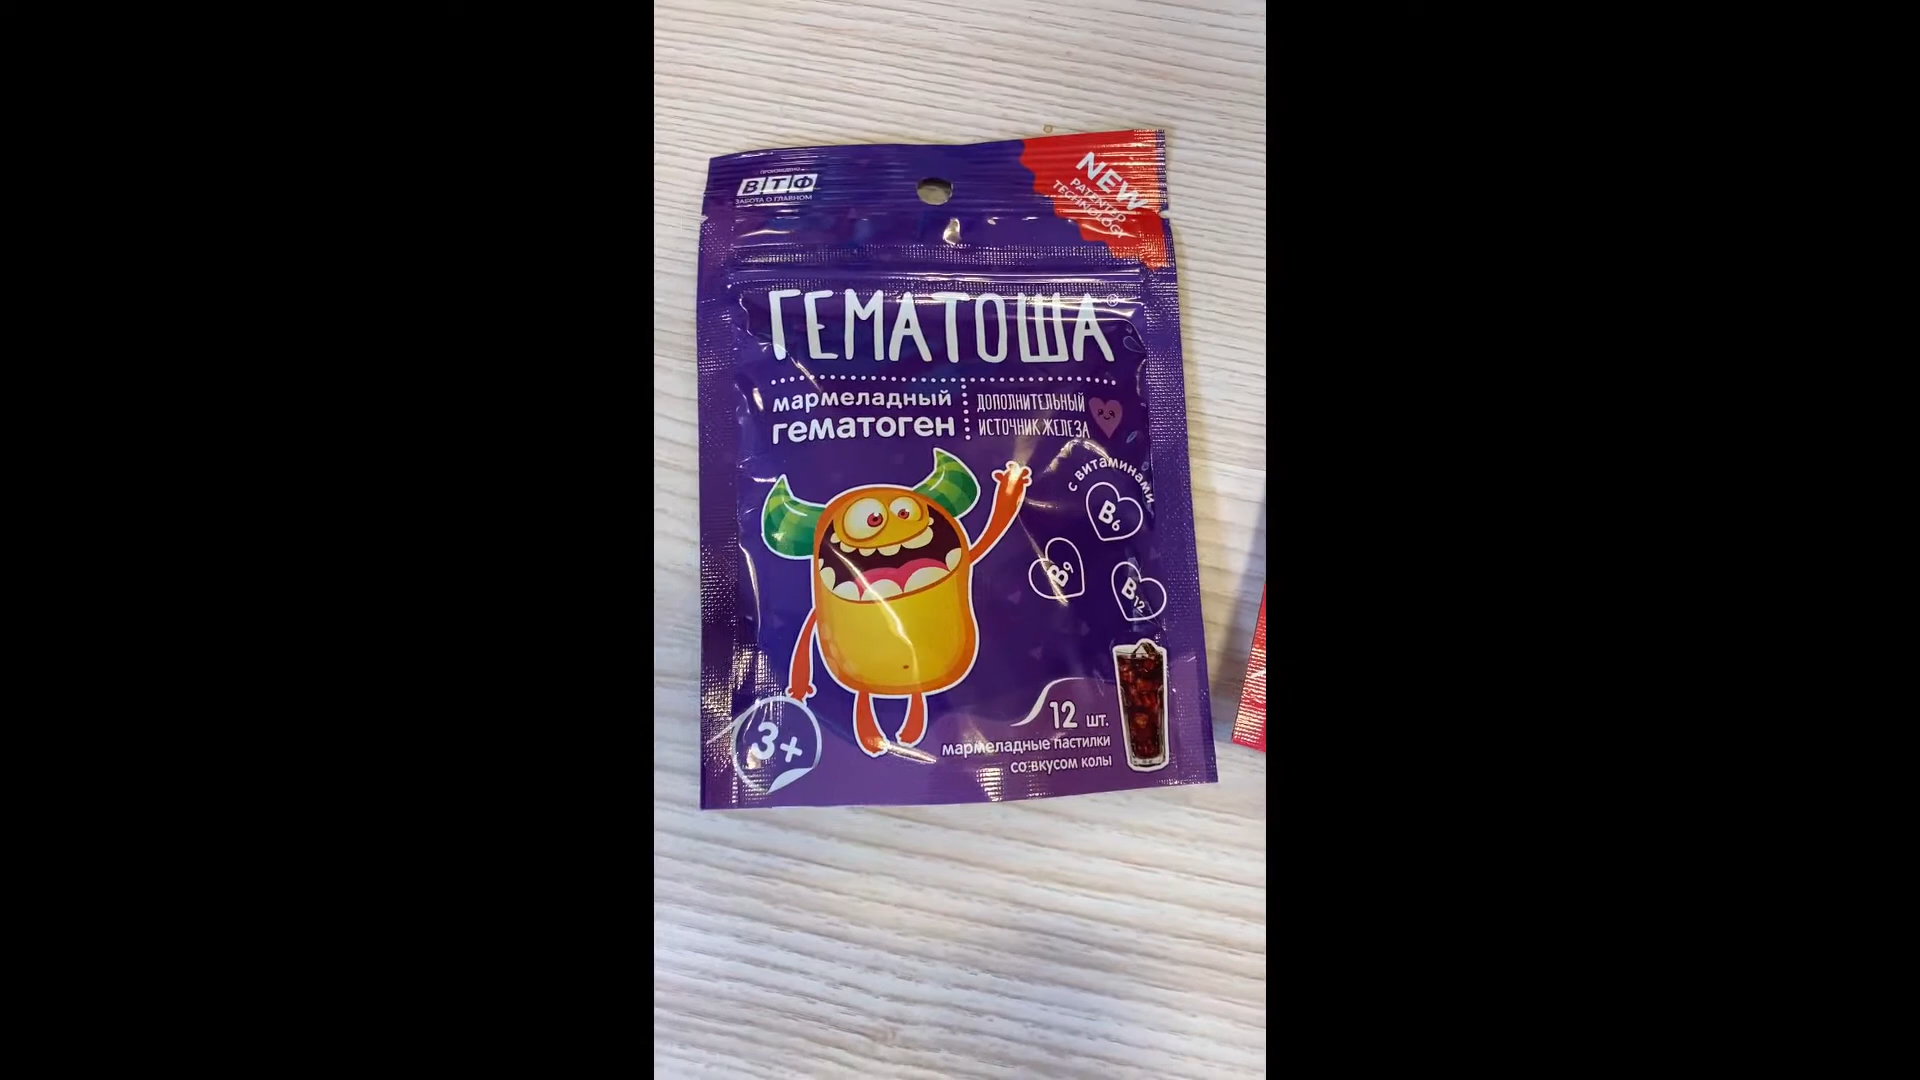 ПРОИЗВЕДЕНО
ВТФ
ЗАБОТА О ГЛАВНОМ
NEW
PATENTED
TECHNOLOGY
ГЕМАТОША®
мармеладный
гематоген
ДОПОЛНИТЕЛЬНЫЙ
ИСТОЧНИК ЖЕЛЕЗА
с витаминами
B6
B9
B12
3+
12 шт.
мармеладные пастилки
со вкусом колы